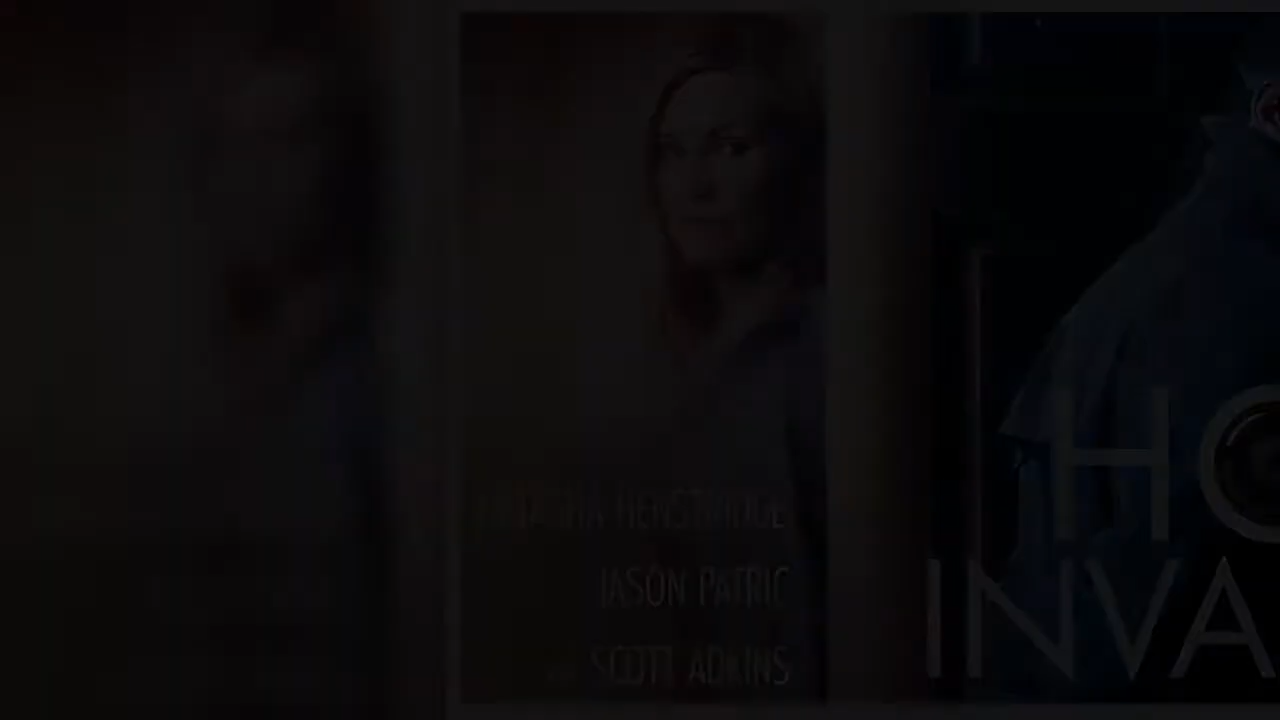 NATASHA HENSTRIDGE
JASON PATRIC
SCOTT ADKINS
HO
INVA